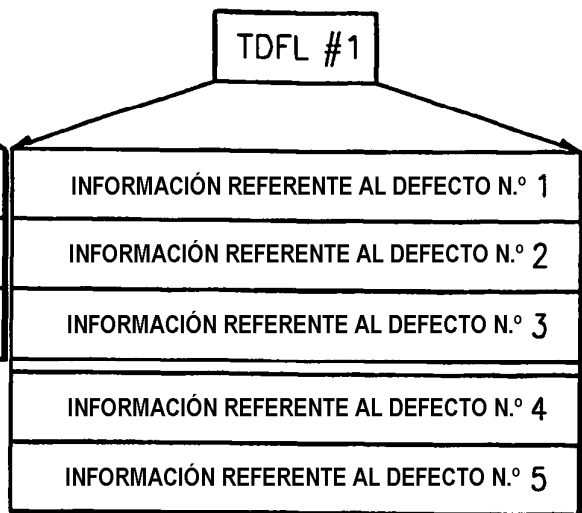 TDFL #1
INFORMACIÓN REFERENTE AL DEFECTO N.º 1
INFORMACIÓN REFERENTE AL DEFECTO N.º 2
INFORMACIÓN REFERENTE AL DEFECTO N.º 3
INFORMACIÓN REFERENTE AL DEFECTO N.º 4
INFORMACIÓN REFERENTE AL DEFECTO N.º 5